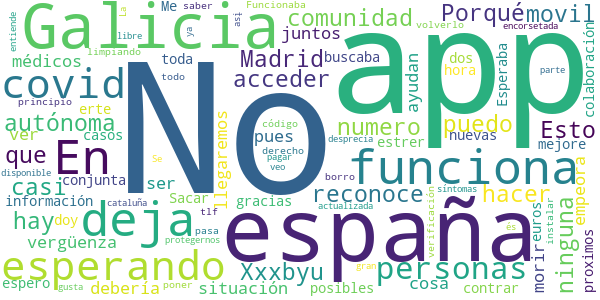 La
entiende
saber
Funcionaba
encorsetada
Galicia
Me
ya
así
libre
volverlo
Porqué
movil
limpiando
comunidad
No
app
médicos
toda
todo
juntos
Madrid
buscaba
dos
hora
parte
colaboración
covid
acceder
Esperaba
ayudan
principio
erte
autónoma
casos
ver
que
En
código
pues
numero
puedo
Esto
derecho
pagar
desprecia
estrer
nuevas
mejore
llegaremos
Se
veo
funciona
disponible
casi
conjunta
ser
borro
reconoce
hacer
empeora
información
Sacar
gracias
síntomas
verificación
hay
doy
deja
cataluña
tlf
españa
actualizada
és
instalar
euros
ninguna
vergüenza
pasa
protegernos
esperando
Xxxbyu
personas
morir
proximos
espero
debería
situación
posibles
cosa
contrar
gusta
poner
gran